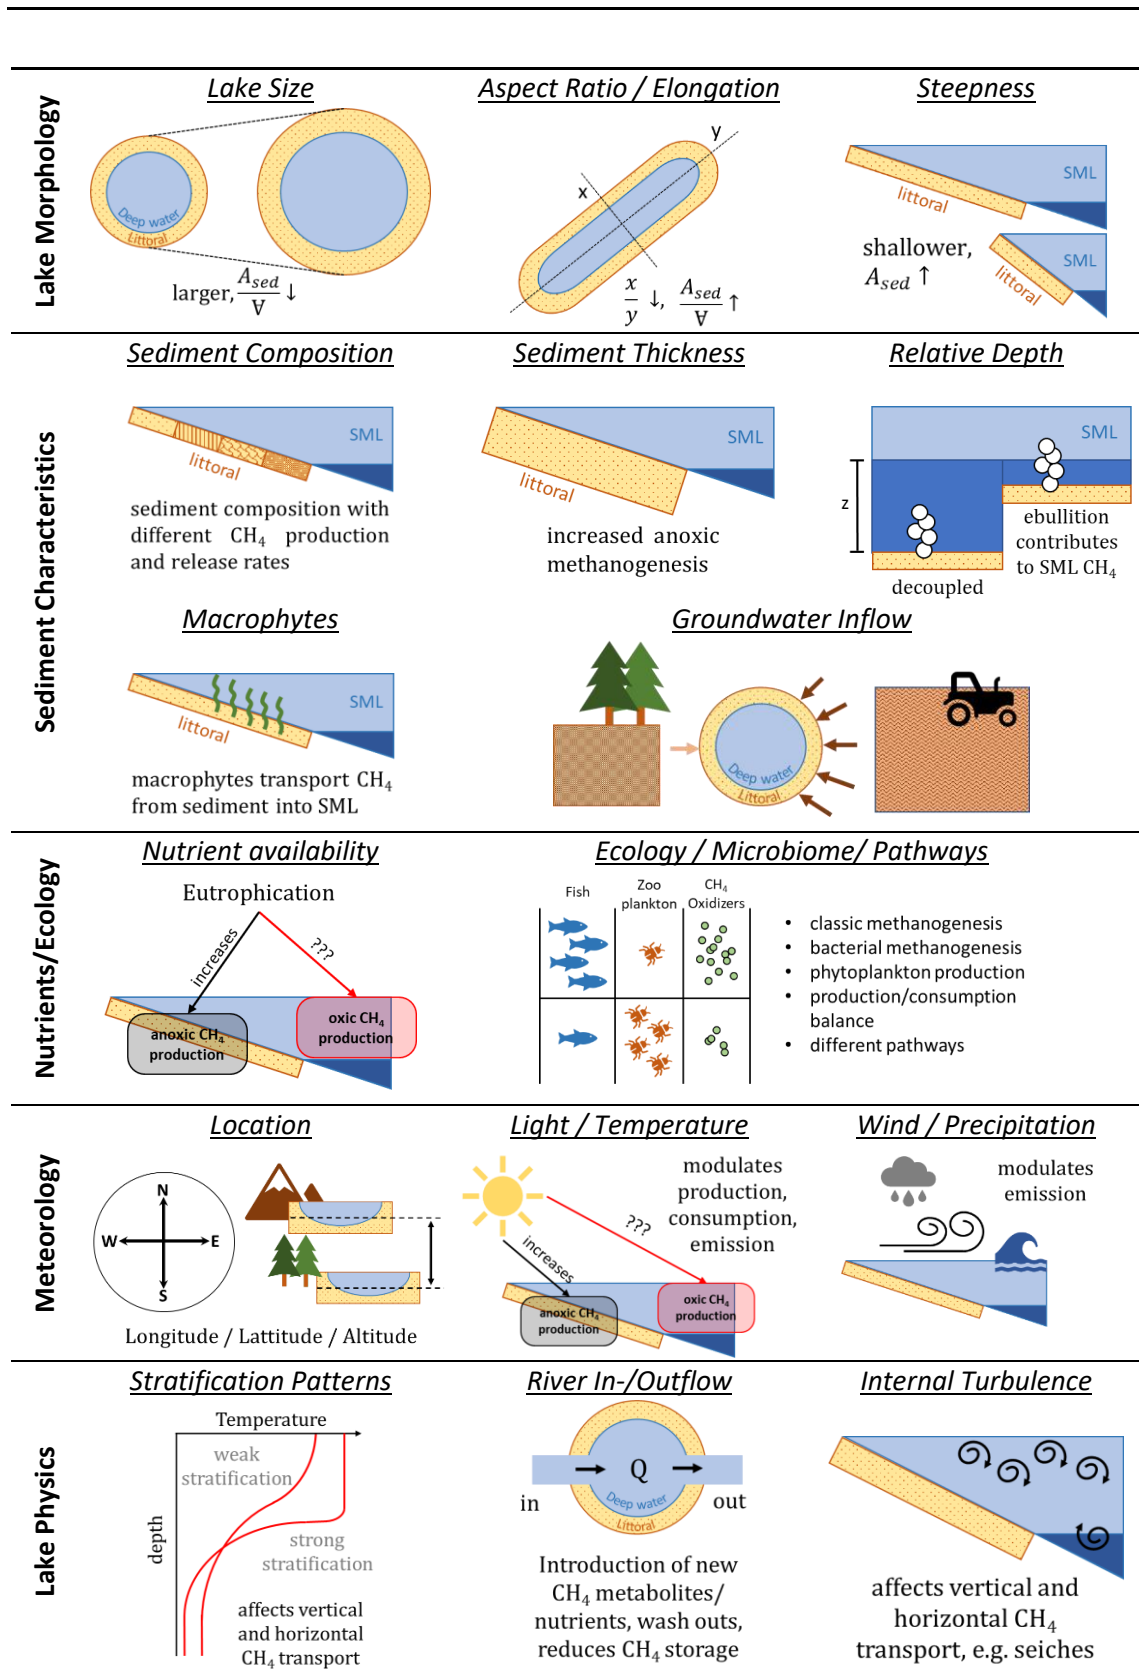 Lake Morphology
Lake Size
Deep water
Littoral
larger, A_sed/∀ ↓
Aspect Ratio / Elongation
x
y
x/y ↓, A_sed/∀ ↑
Steepness
SML
littoral
shallower,
A_sed ↑
SML
littoral
Sediment Characteristics
Sediment Composition
SML
littoral
sediment composition with
different CH₄ production
and release rates
Sediment Thickness
SML
littoral
increased anoxic
methanogenesis
Relative Depth
SML
z
ebullition
contributes
to SML CH₄
decoupled
Macrophytes
SML
littoral
macrophytes transport CH₄
from sediment into SML
Groundwater Inflow
Deep water
Littoral
Nutrients/Ecology
Nutrient availability
Eutrophication
increases
???
anoxic CH₄
production
oxic CH₄
production
Ecology / Microbiome/ Pathways
Fish
Zoo
plankton
CH₄
Oxidizers
• classic methanogenesis
• bacterial methanogenesis
• phytoplankton production
• production/consumption
balance
• different pathways
Meteorology
Location
N
W
E
S
Longitude / Lattitude / Altitude
Light / Temperature
modulates
production,
consumption,
emission
???
increases
anoxic CH₄
production
oxic CH₄
production
Wind / Precipitation
modulates
emission
Lake Physics
Stratification Patterns
Temperature
weak
stratification
depth
strong
stratification
affects vertical
and horizontal
CH₄ transport
River In-/Outflow
Q
in
out
Deep water
Littoral
Introduction of new
CH₄ metabolites/
nutrients, wash outs,
reduces CH₄ storage
Internal Turbulence
affects vertical and
horizontal CH₄
transport, e.g. seiches